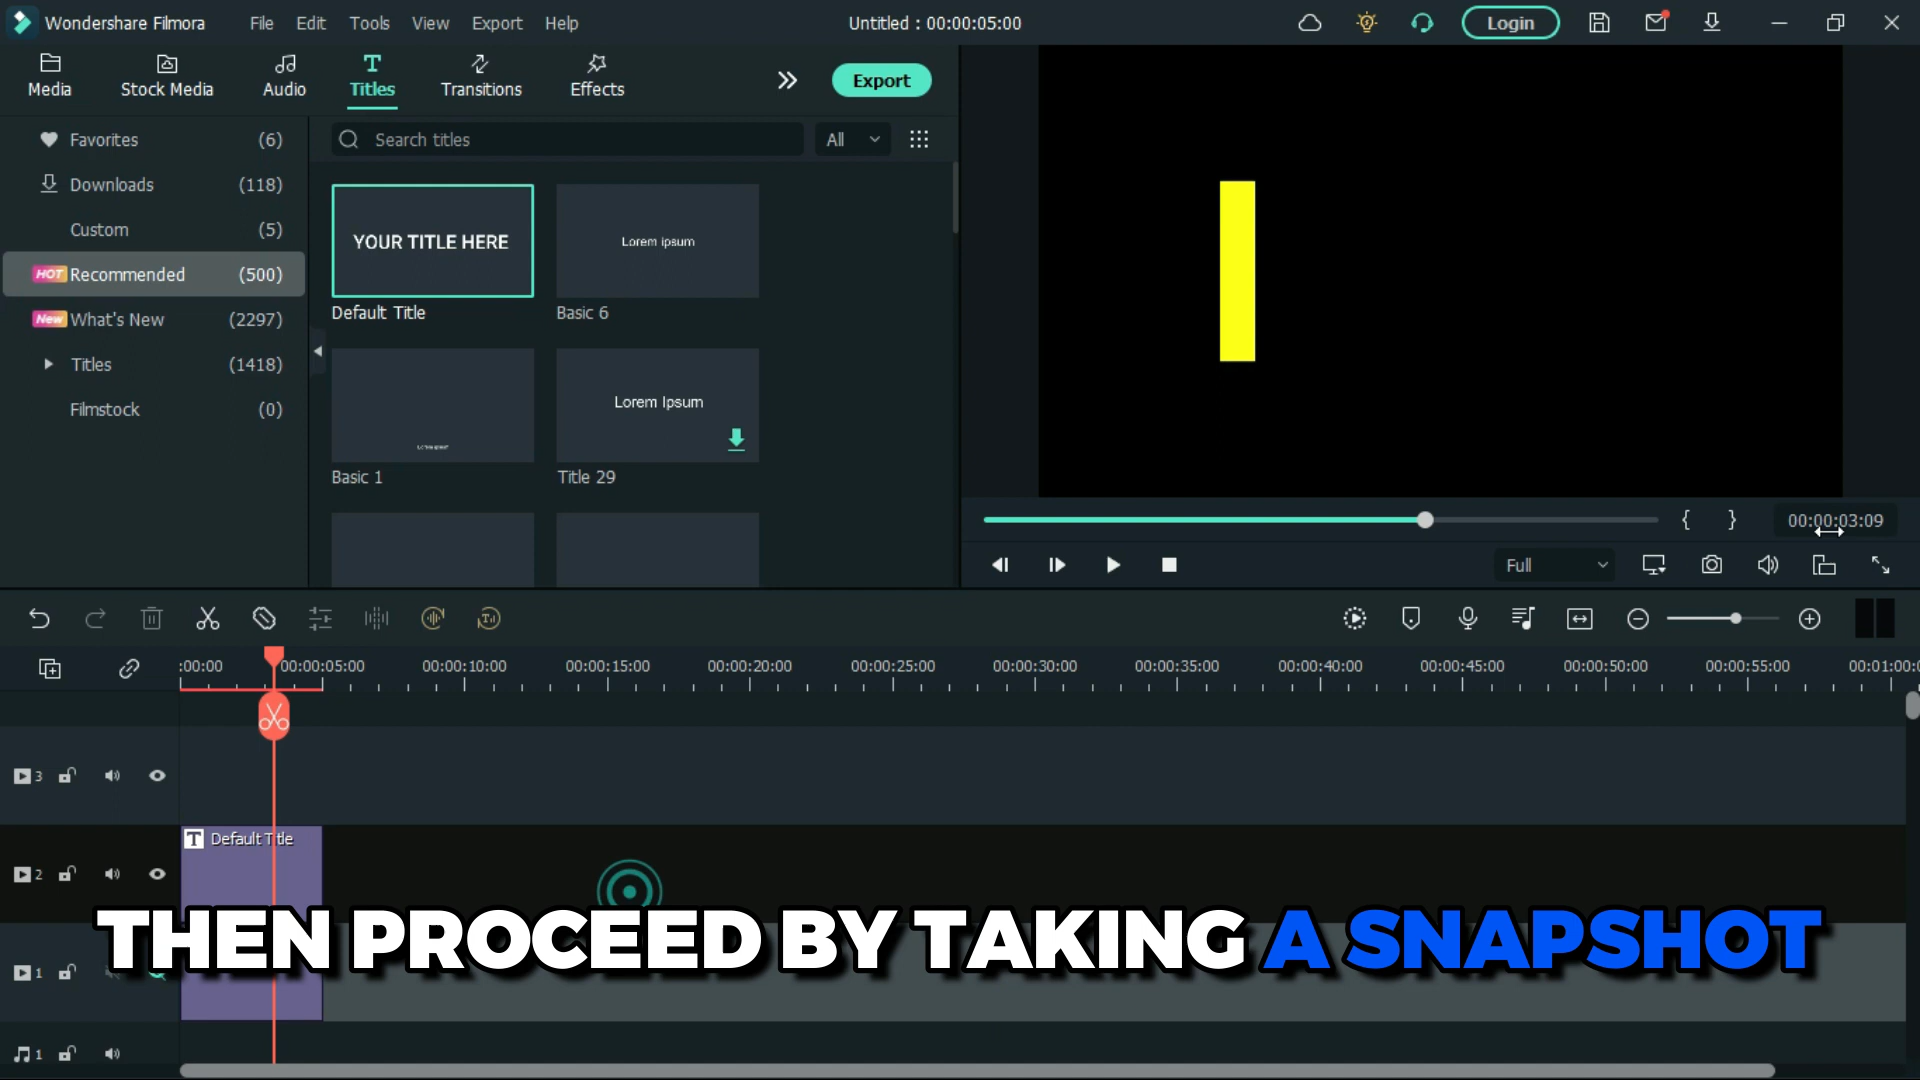 Wondershare Filmora
File Edit Tools View Export Help
Untitled : 00:00:05:00
Login
Media
Stock Media
Audio
Titles
Transitions
Effects
Export
Favorites (6)
Downloads (118)
Custom (5)
HOT Recommended (500)
New What's New (2297)
Titles (1418)
Filmstock (0)
Search titles
All
YOUR TITLE HERE
Default Title
Lorem ipsum
Basic 6
Basic 1
Lorem Ipsum
Title 29
00:00:03:09
Full
:00:00 00:00:05:00 00:00:10:00 00:00:15:00 00:00:20:00 00:00:25:00 00:00:30:00 00:00:35:00 00:00:40:00 00:00:45:00 00:00:50:00 00:00:55:00 00:01:00:0
3
Default Title
2
THEN PROCEED BY TAKING A SNAPSHOT
1
1